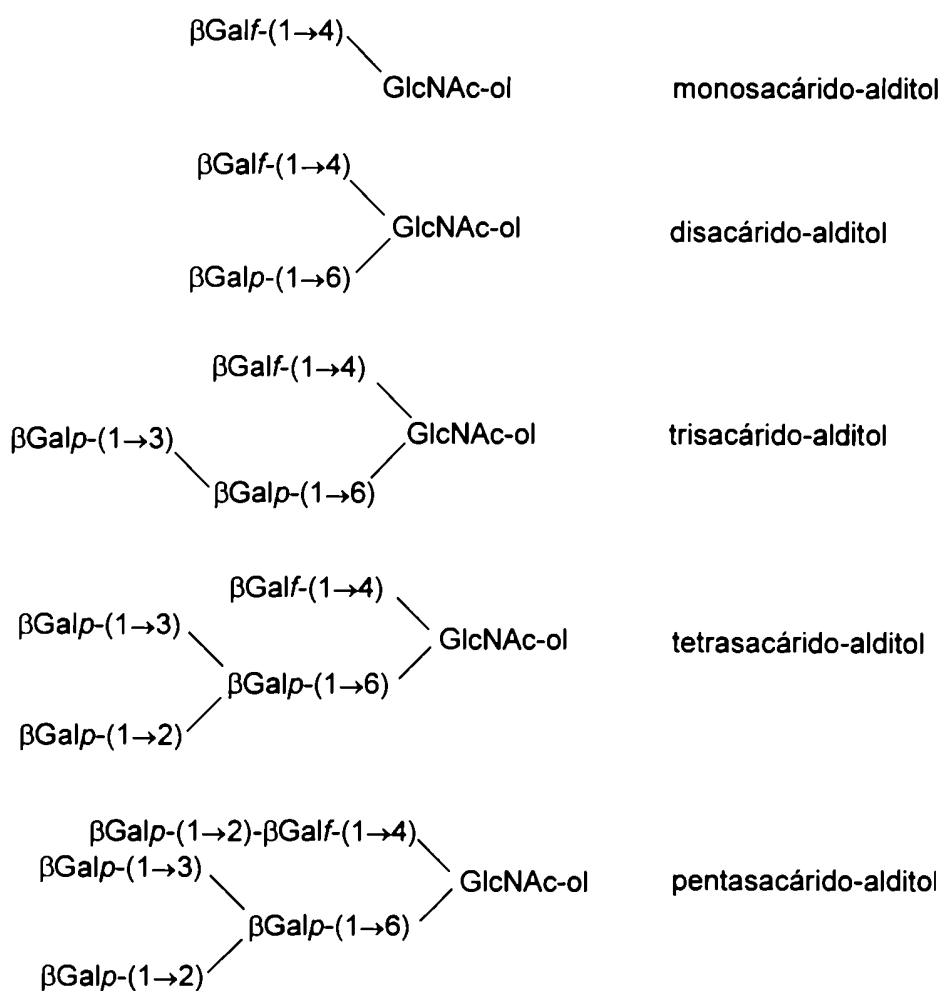 βGalf-(1→4)
GlcNAc-ol monosacárido-alditol
βGalf-(1→4)
GlcNAc-ol disacárido-alditol
βGalp-(1→6)
βGalf-(1→4)
βGalp-(1→3) GlcNAc-ol trisacárido-alditol
βGalp-(1→6)
βGalf-(1→4)
βGalp-(1→3) GlcNAc-ol tetrasacárido-alditol
βGalp-(1→6)
βGalp-(1→2)
βGalp-(1→2)-βGalf-(1→4)
βGalp-(1→3) GlcNAc-ol pentasacárido-alditol
βGalp-(1→6)
βGalp-(1→2)